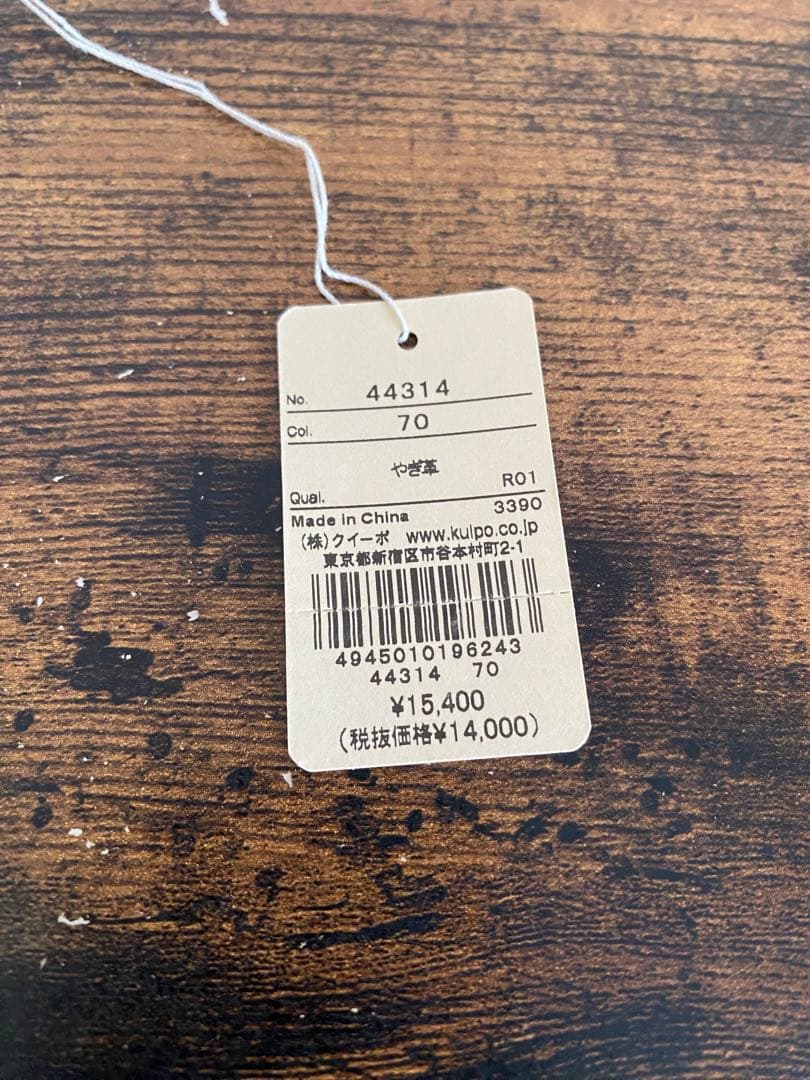 No. 44314
Col. 70
やぎ革
Qual. R01
Made in China 3390
(株)クイーポ www.kuipo.co.jp
東京都新宿区市谷本村町2-1
4945010196243
44314 70
¥15,400
(税抜価格¥14,000)